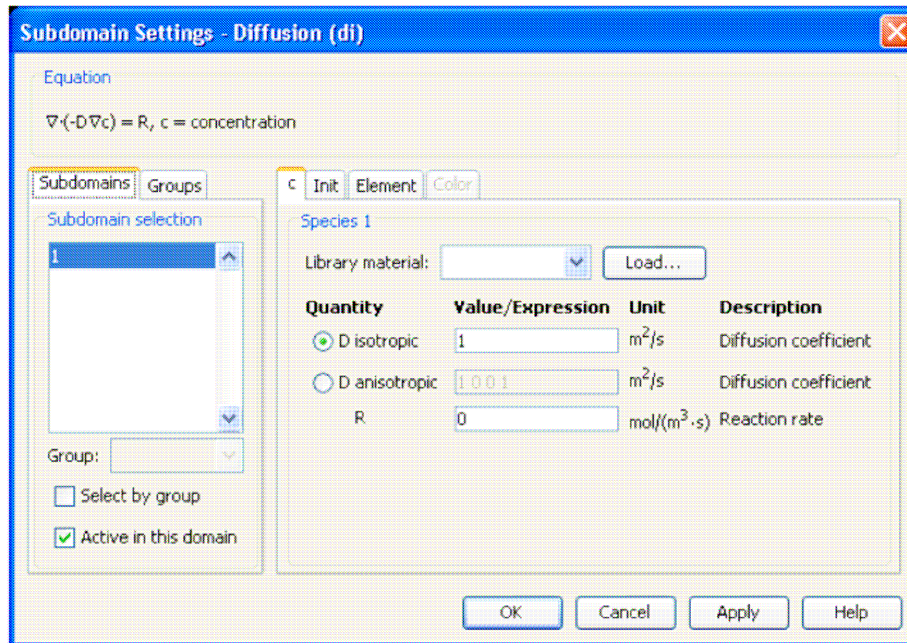 Subdomain Settings - Diffusion (di)
Equation
∇·(-D∇c) = R, c = concentration
Subdomains Groups
Subdomain selection
1
Group:
Select by group
Active in this domain
c Init Element Color
Species 1
Library material: Load...
Quantity Value/Expression Unit Description
D isotropic 1 m²/s Diffusion coefficient
D anisotropic 1 0 0 1 m²/s Diffusion coefficient
R 0 mol/(m³·s) Reaction rate
OK Cancel Apply Help